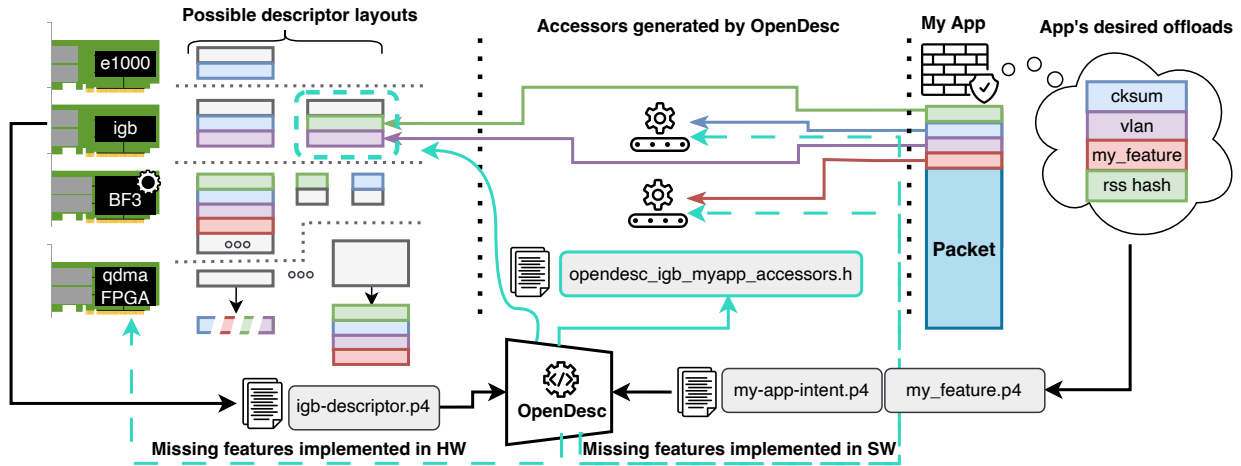 Possible descriptor layouts
Accessors generated by OpenDesc
My App
App's desired offloads
e1000
igb
BF3
qdma
FPGA
ooo
ooo
cksum
vlan
my_feature
rss hash
Packet
opendesc_igb_myapp_accessors.h
igb-descriptor.p4
OpenDesc
my-app-intent.p4
my_feature.p4
Missing features implemented in HW
Missing features implemented in SW